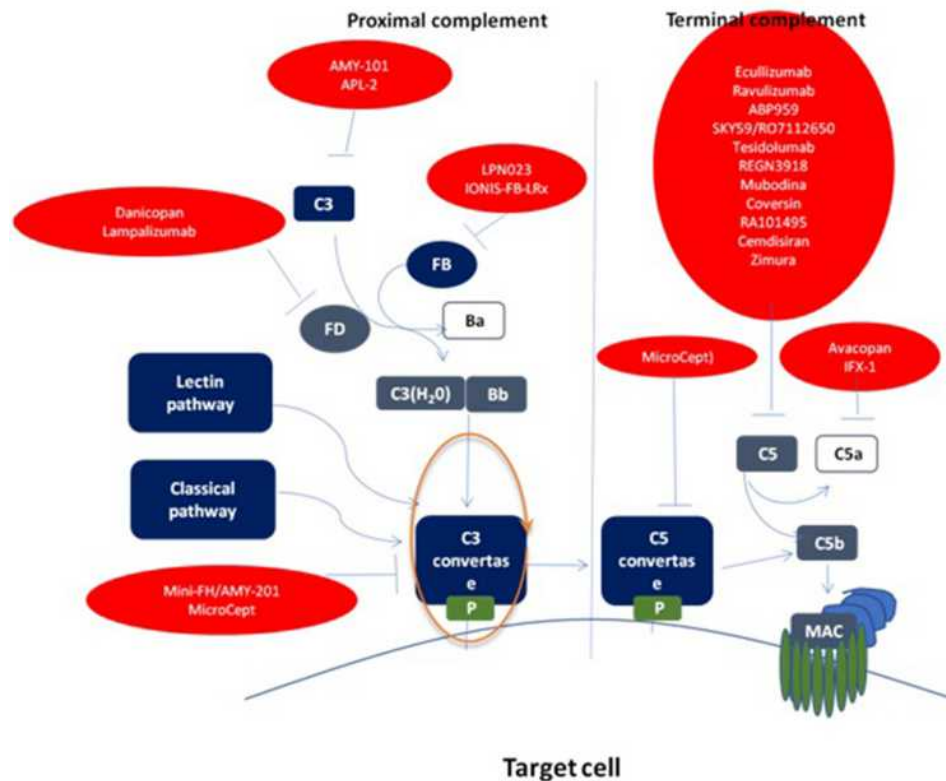 Proximal complement
Terminal complement
AMY-101
APL-2
Ecullizumab
Ravulizumab
ABP959
SKY59/RO7112650
Tesidolumab
REGN3918
Mubodina
Coversin
RA101495
Cemdisiran
Zimura
LPN023
IONIS-FB-LRx
C3
Danicopan
Lampalizumab
FB
FD
Ba
MicroCept)
Avacopan
IFX-1
Lectin
pathway
C3(H₂0)
Bb
C5
C5a
Classical
pathway
C3
convertas
e
P
C5
convertas
e
P
C5b
Mini-FH/AMY-201
MicroCept
MAC
Target cell